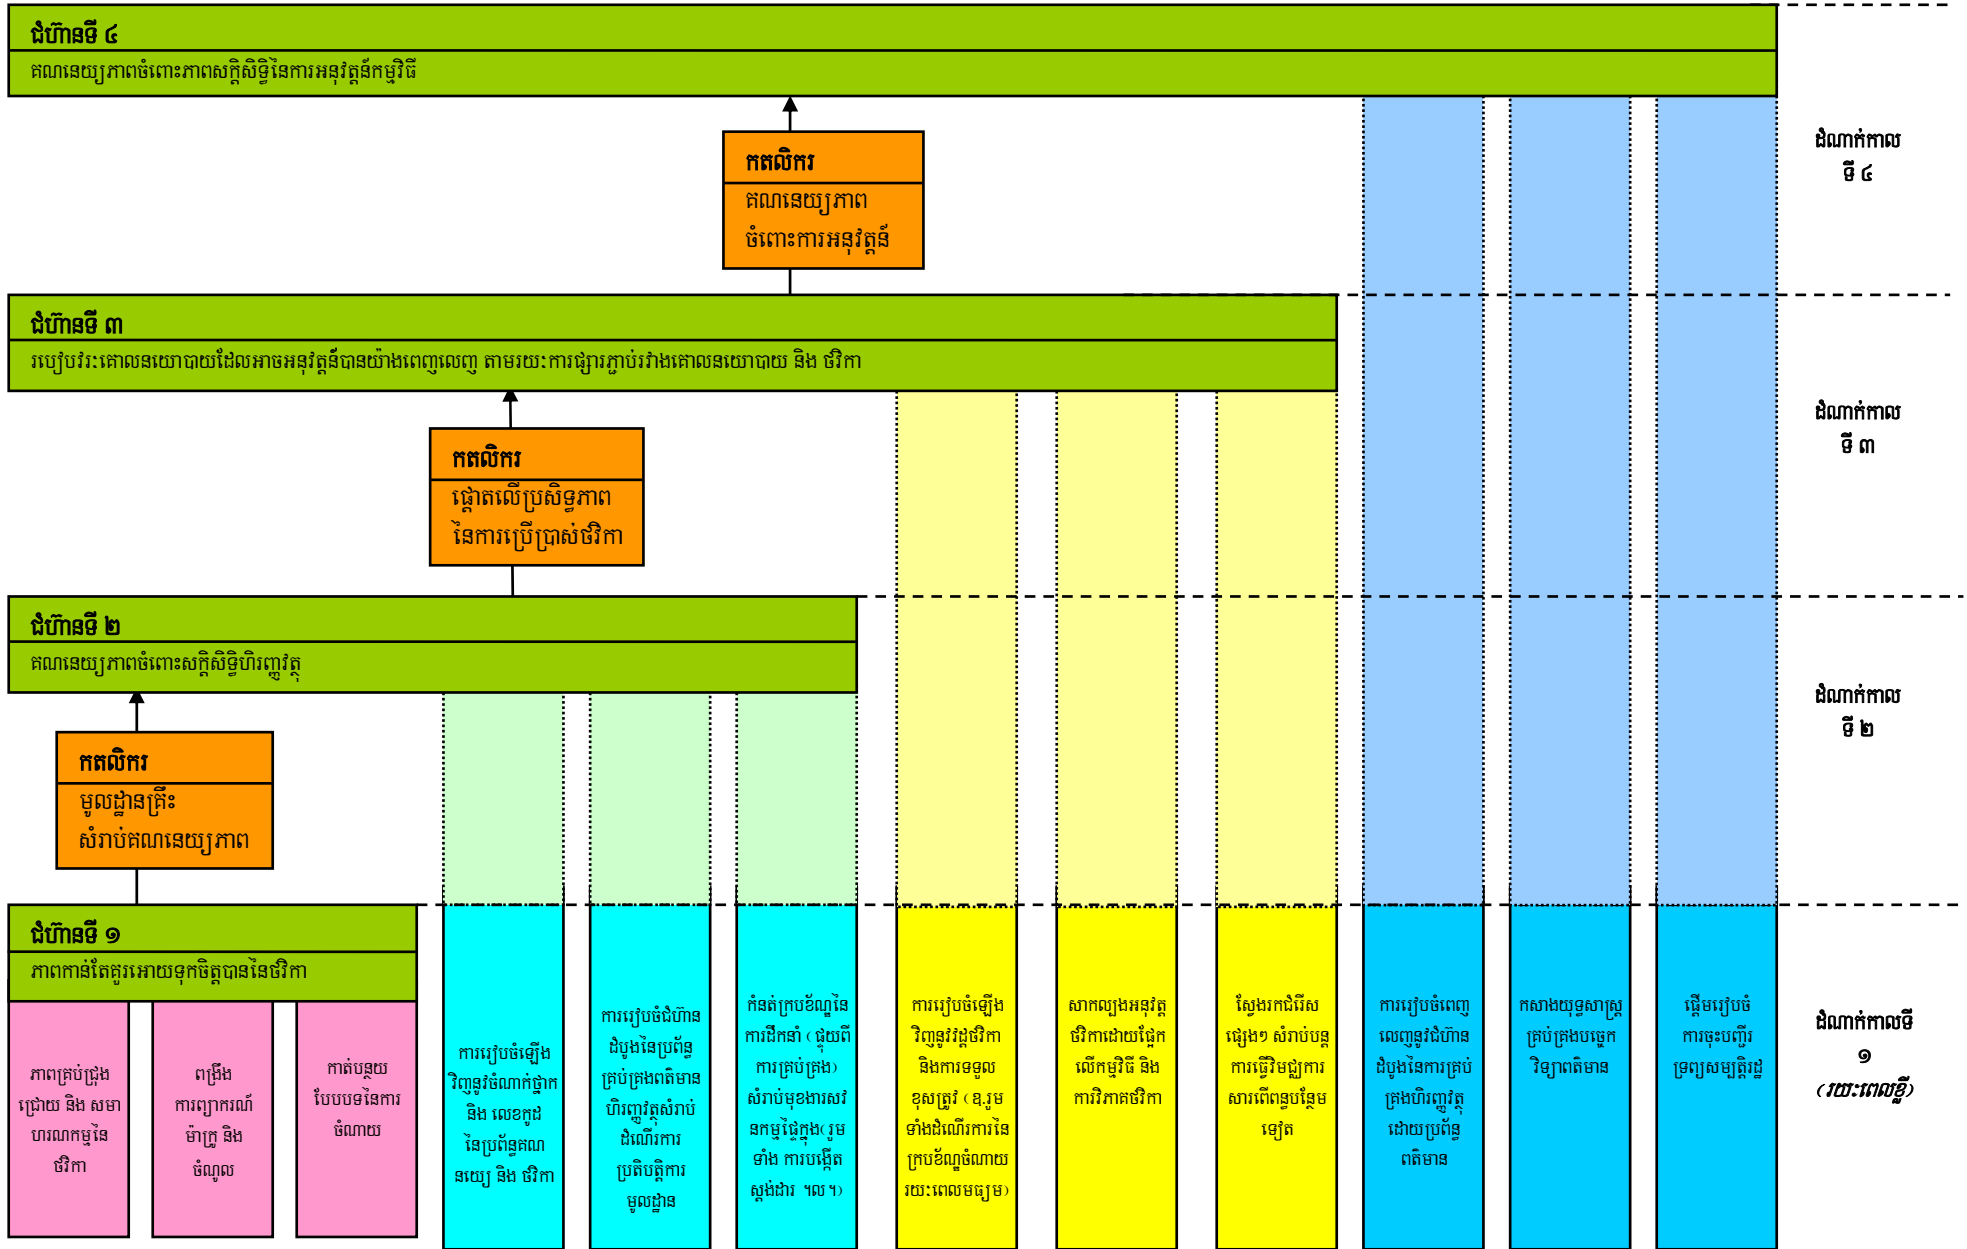 ជំហ៊ានទី ៤
គណនេយ្យភាពចំពោះភាពសក្តិសិទ្ធិនៃការអនុវត្តន៍កម្មវិធី
ដំណាក់កាល
ទី ៤
កតលិករ
គណនេយ្យភាព
ចំពោះការអនុវត្តន៍
ជំហ៊ានទី ៣
របៀបវរៈគោលនយោបាយដែលអាចអនុវត្តន៍បានយ៉ាងពេញលេញ តាមរយៈការផ្សារភ្ជាប់រវាងគោលនយោបាយ និង ថវិកា
ដំណាក់កាល
ទី ៣
កតលិករ
ផ្តោតលើប្រសិទ្ធភាព
នៃការប្រើប្រាស់ថវិកា
ជំហ៊ានទី ២
គណនេយ្យភាពចំពោះសក្តិសិទ្ធិហិរញ្ញវត្ថុ
ដំណាក់កាល
ទី ២
កតលិករ
មូលដ្ឋានគ្រឹះ
សំរាប់គណនេយ្យភាព
ជំហ៊ានទី ១
ភាពកាន់តែគួរអោយទុកចិត្តបាននៃថវិកា
ភាពគ្រប់ជ្រុង
ជ្រោយ និង សមា
ហរណកម្មនៃ
ថវិកា
ពង្រឹង
ការព្យាករណ៍
ម៉ាក្រូ និង
ចំណូល
កាត់បន្ថយ
បែបបទនៃការ
ចំណាយ
ការរៀបចំឡើង
វិញនូវចំណាក់ថ្នាក់
និង លេខកូដ
នៃប្រព័ន្ធគណ
នយ្យេ និង ថវិកា
ការរៀបចំជំហ៊ាន
ដំបូងនៃប្រព័ន្ធ
គ្រប់គ្រងពត៌មាន
ហិរញ្ញវត្ថុសំរាប់
ដំណើរការ
ប្រតិបត្តិការ
មូលដ្ឋាន
កំនត់ក្របខ័ណ្ឌនៃ
ការដឹកនាំ (ផ្ទុយពី
ការគ្រប់គ្រង)
សំរាប់មុខងារសវ
នកម្មផ្ទៃក្នុង(រួម
ទាំង ការបង្កើត
ស្តង់ដារ ។ល។)
ការរៀបចំឡើង
វិញនូវវដ្តថវិកា
និងការទទួល
ខុសត្រូវ (ឧ.រួម
ទាំងដំណើរការនៃ
ក្របខ័ណ្ឌចំណាយ
រយៈពេលមធ្យម)
សាកល្បងអនុវត្ត
ថវិកាដោយផ្អែក
លើកម្មវិធី និង
ការវិភាគថវិកា
ស្វែងរកជំរើស
ផ្សេងៗ សំរាប់បន្ត
ការធ្វើវិមជ្ឈការ
សារពើពន្ធបន្ថែម
ទៀត
ការរៀបចំពេញ
លេញនូវជំហ៊ាន
ដំបូងនៃការគ្រប់
គ្រងហិរញ្ញវត្ថុ
ដោយប្រព័ន្ធ
ពត៌មាន
កសាងយុទ្ធសាស្ត្រ
គ្រប់គ្រងបច្ចេក
វិទ្យាពត៌មាន
ផ្តើមរៀបចំ
ការចុះបញ្ជីរ
ទ្រព្យសម្បត្តិរដ្ឋ
ដំណាក់កាលទី
១
(រយៈពេលខ្លី)